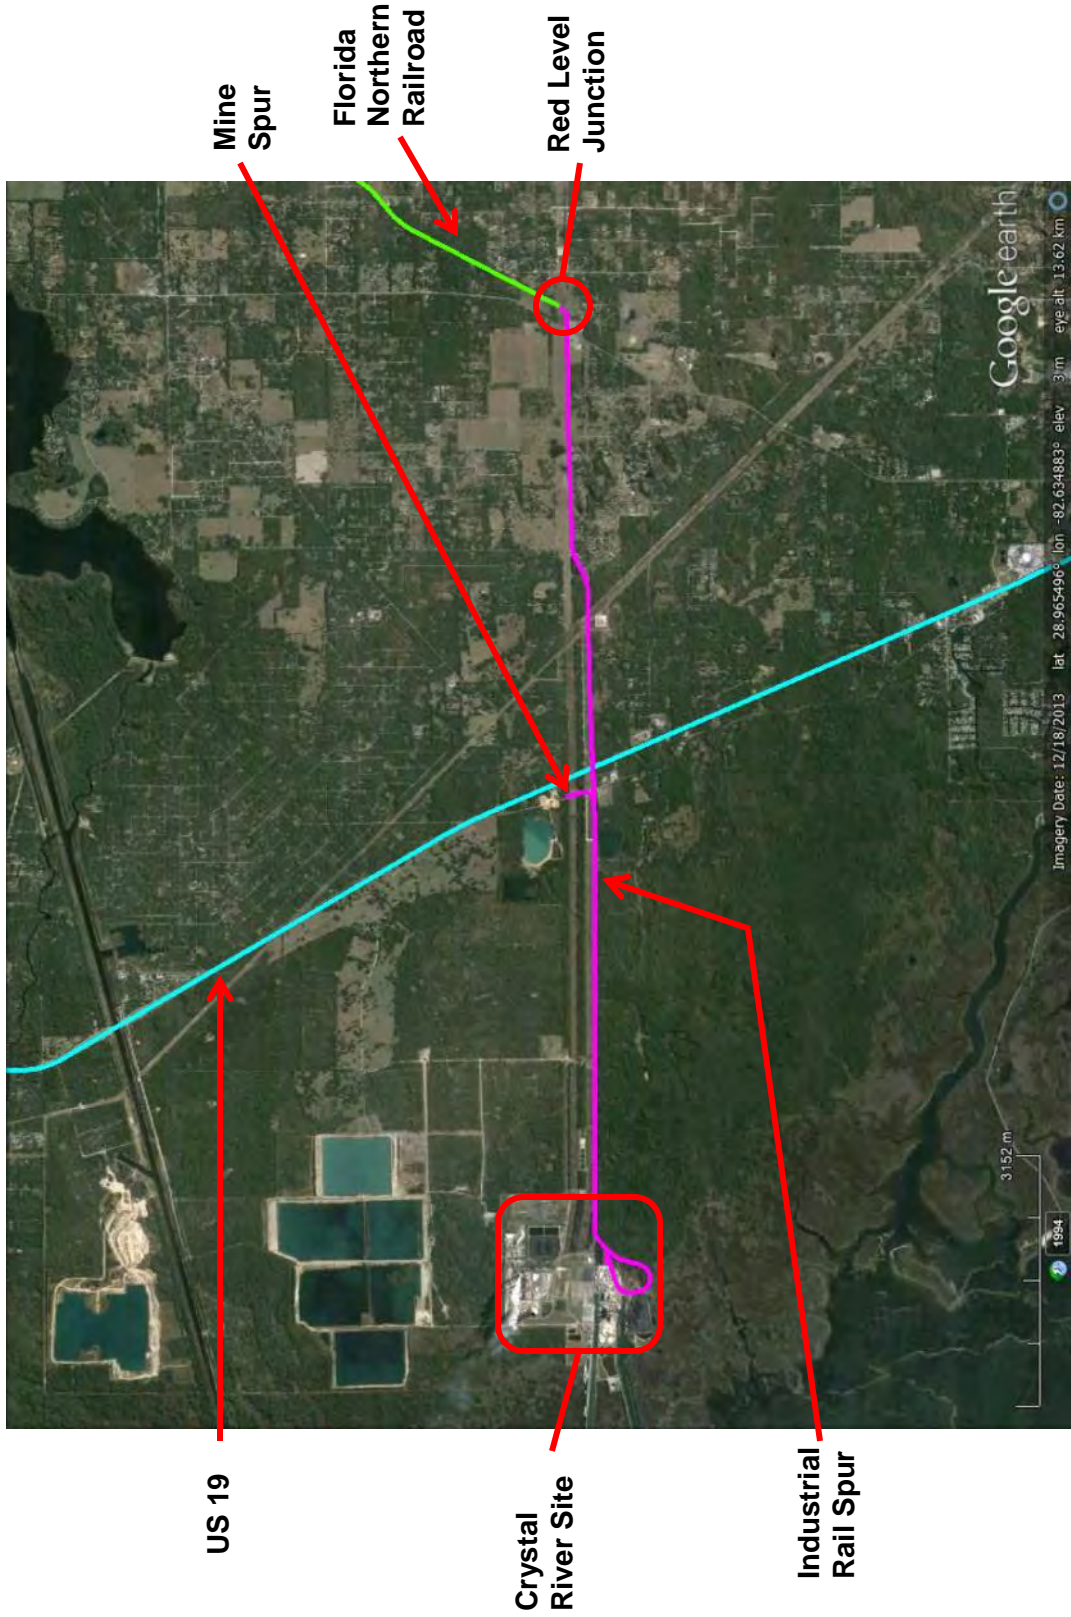 Mine
Spur
Florida
Northern
Railroad
Red Level
Junction
US 19
Crystal
River Site
Industrial
Rail Spur
Google earth
3152 m
1994
Imagery Date: 12/18/2013 lat 28.965496° lon -82.634883° elev 3 m eye alt 13.62 km